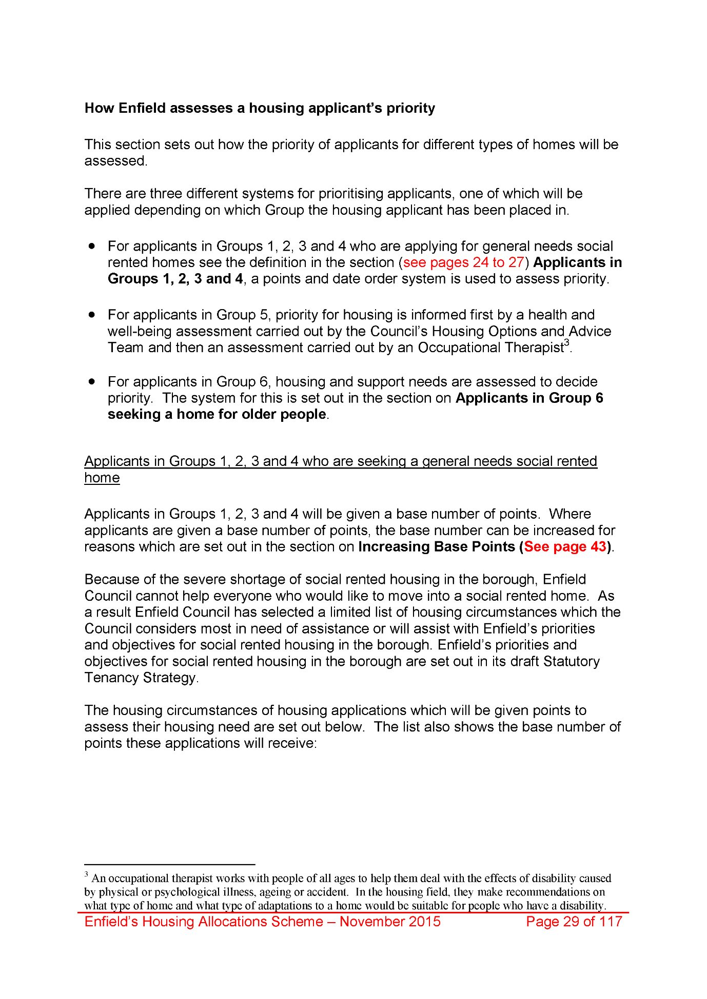 How Enfield assesses a housing applicant’s priority
This section sets out how the priority of applicants for different types of homes will be
assessed.
There are three different systems for prioritising applicants, one of which will be
applied depending on which Group the housing applicant has been placed in.
● For applicants in Groups 1, 2, 3 and 4 who are applying for general needs social
rented homes see the definition in the section (see pages 24 to 27) Applicants in
Groups 1, 2, 3 and 4, a points and date order system is used to assess priority.
● For applicants in Group 5, priority for housing is informed first by a health and
well-being assessment carried out by the Council’s Housing Options and Advice
Team and then an assessment carried out by an Occupational Therapist³.
● For applicants in Group 6, housing and support needs are assessed to decide
priority.  The system for this is set out in the section on Applicants in Group 6
seeking a home for older people.
Applicants in Groups 1, 2, 3 and 4 who are seeking a general needs social rented
home
Applicants in Groups 1, 2, 3 and 4 will be given a base number of points.  Where
applicants are given a base number of points, the base number can be increased for
reasons which are set out in the section on Increasing Base Points (See page 43).
Because of the severe shortage of social rented housing in the borough, Enfield
Council cannot help everyone who would like to move into a social rented home.  As
a result Enfield Council has selected a limited list of housing circumstances which the
Council considers most in need of assistance or will assist with Enfield’s priorities
and objectives for social rented housing in the borough. Enfield’s priorities and
objectives for social rented housing in the borough are set out in its draft Statutory
Tenancy Strategy.
The housing circumstances of housing applications which will be given points to
assess their housing need are set out below.  The list also shows the base number of
points these applications will receive:
³ An occupational therapist works with people of all ages to help them deal with the effects of disability caused
by physical or psychological illness, ageing or accident.  In the housing field, they make recommendations on
what type of home and what type of adaptations to a home would be suitable for people who have a disability.
Enfield’s Housing Allocations Scheme – November 2015 Page 29 of 117